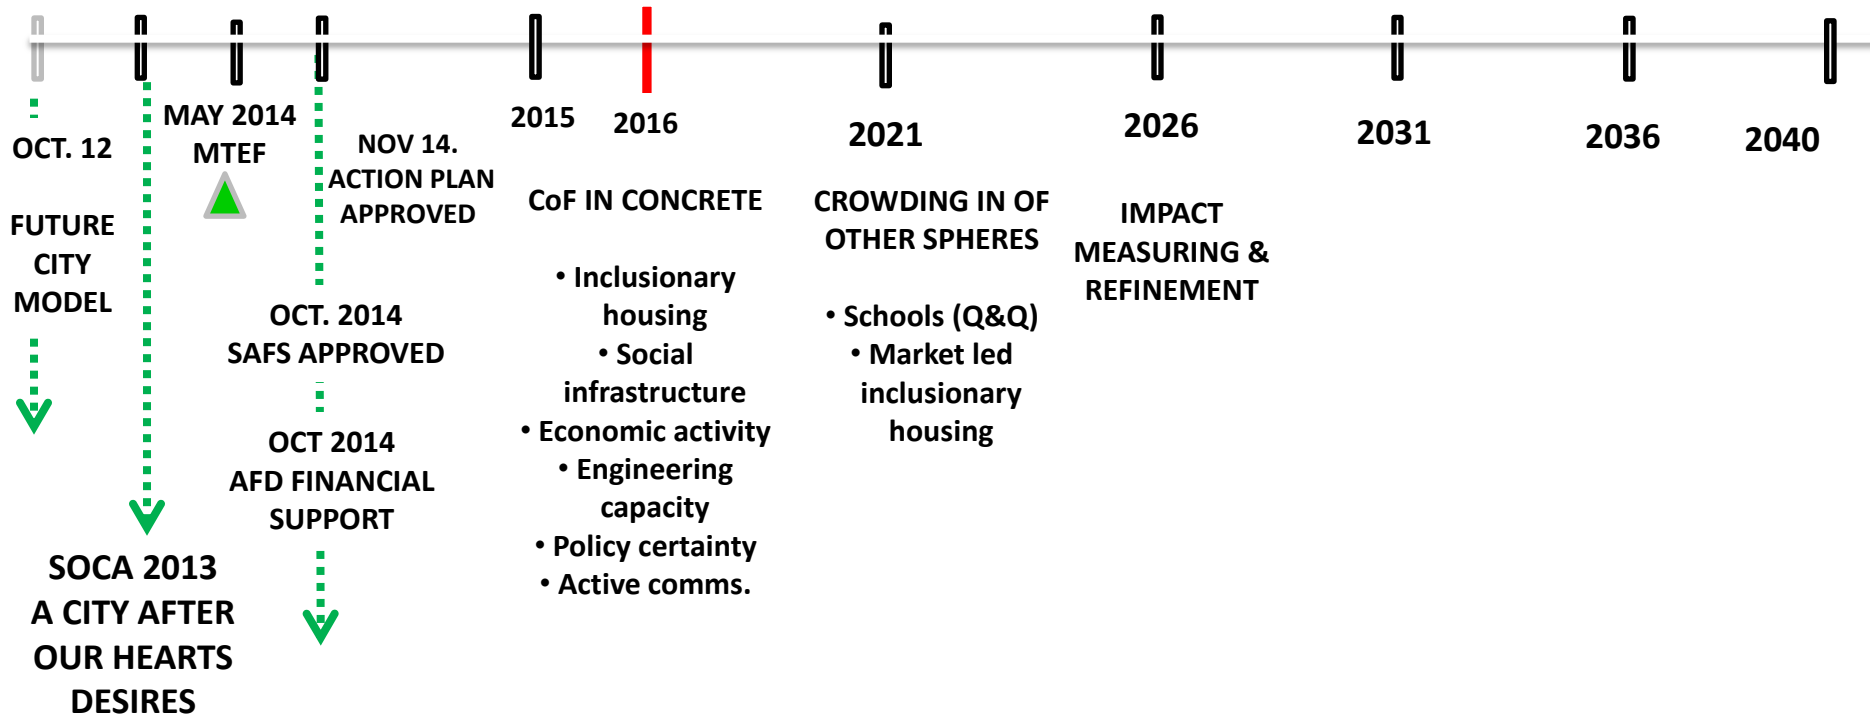 OCT. 12
FUTURE
CITY
MODEL
SOCA 2013
A CITY AFTER
OUR HEARTS
DESIRES
MAY 2014
MTEF
NOV 14.
ACTION PLAN
APPROVED
OCT. 2014
SAFS APPROVED
OCT 2014
AFD FINANCIAL
SUPPORT
2015
2016
CoF IN CONCRETE
• Inclusionary
housing
• Social
infrastructure
• Economic activity
• Engineering
capacity
• Policy certainty
• Active comms.
2021
CROWDING IN OF
OTHER SPHERES
• Schools (Q&Q)
• Market led
inclusionary
housing
2026
IMPACT
MEASURING &
REFINEMENT
2031
2036
2040